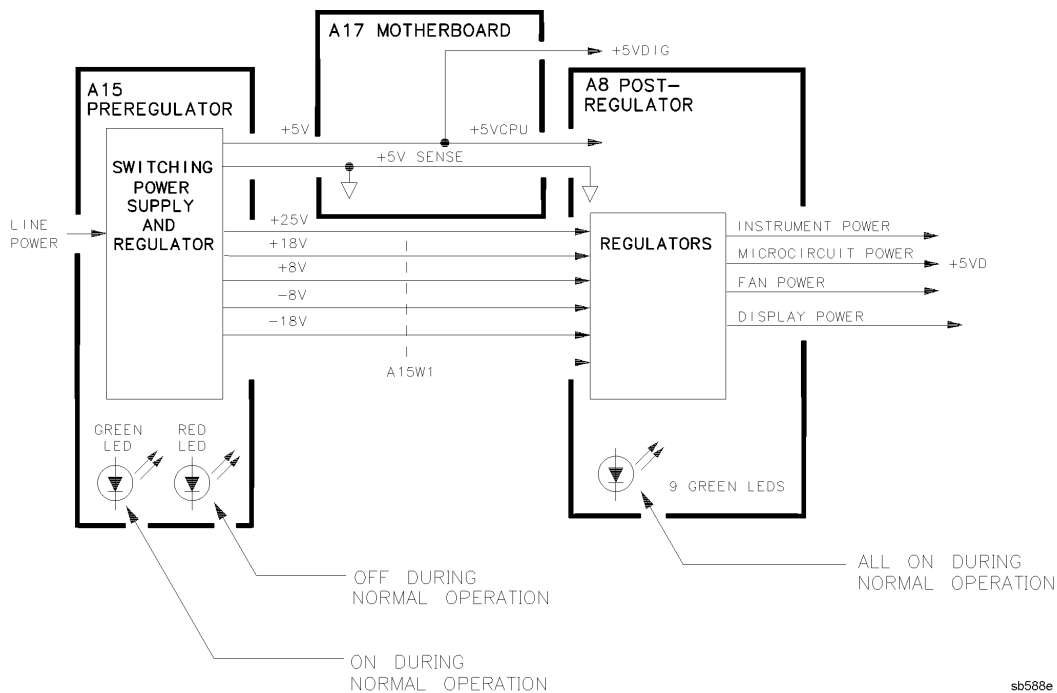 A17 MOTHERBOARD
+5VDIG
A15
PREREGULATOR
A8 POST-
REGULATOR
+5V
+5VCPU
+5V SENSE
SWITCHING
POWER
SUPPLY
AND
REGULATOR
LINE
POWER
+25V
+18V
+8V
-8V
-18V
A15W1
REGULATORS
INSTRUMENT POWER
MICROCIRCUIT POWER
+5VD
FAN POWER
DISPLAY POWER
GREEN
LED
RED
LED
9 GREEN LEDS
OFF DURING
NORMAL OPERATION
ALL ON DURING
NORMAL OPERATION
ON DURING
NORMAL OPERATION
sb588e